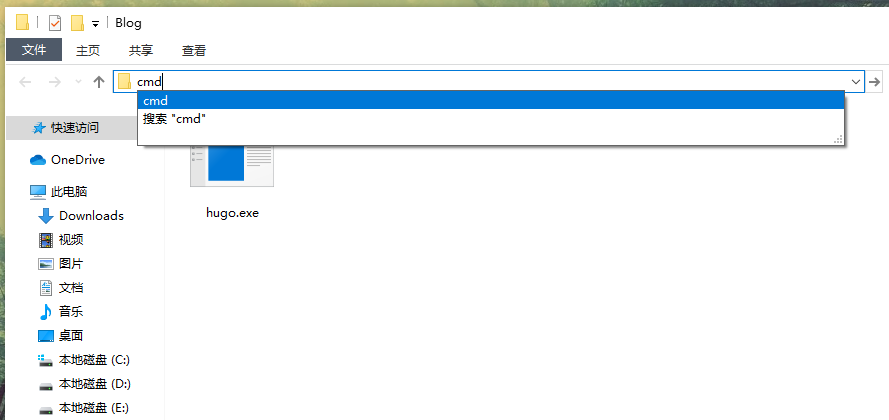 Blog
文件 主页 共享 查看
cmd
cmd
搜索 "cmd"
快速访问
OneDrive
此电脑
Downloads
视频
图片
文档
音乐
桌面
本地磁盘 (C:)
本地磁盘 (D:)
本地磁盘 (E:)
hugo.exe